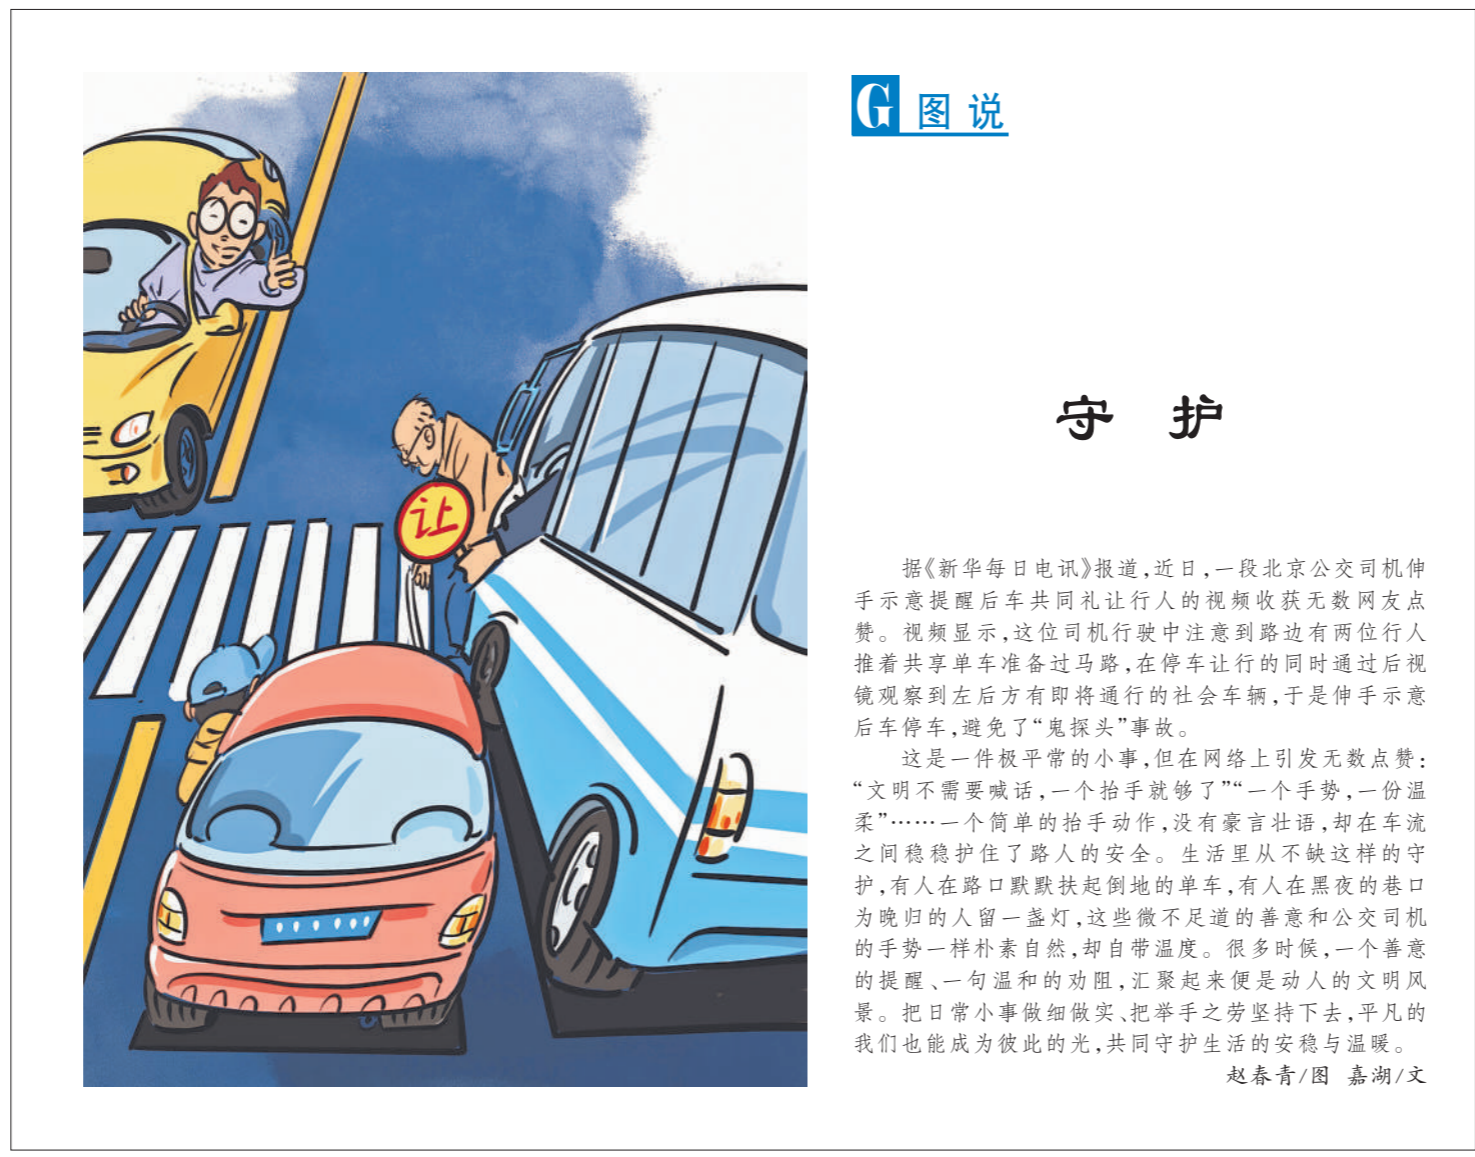 G 图说
让
守 护
据《新华每日电讯》报道,近日,一段北京公交司机伸
手示意提醒后车共同礼让行人的视频收获无数网友点
赞。视频显示,这位司机行驶中注意到路边有两位行人
推着共享单车准备过马路,在停车让行的同时通过后视
镜观察到左后方有即将通行的社会车辆,于是伸手示意
后车停车,避免了“鬼探头”事故。
这是一件极平常的小事,但在网络上引发无数点赞:
“文明不需要喊话,一个抬手就够了”“一个手势,一份温
柔”……一个简单的抬手动作,没有豪言壮语,却在车流
之间稳稳护住了路人的安全。生活里从不缺这样的守
护,有人在路口默默扶起倒地的单车,有人在黑夜的巷口
为晚归的人留一盏灯,这些微不足道的善意和公交司机
的手势一样朴素自然,却自带温度。很多时候,一个善意
的提醒、一句温和的劝阻,汇聚起来便是动人的文明风
景。把日常小事做细做实、把举手之劳坚持下去,平凡的
我们也能成为彼此的光,共同守护生活的安稳与温暖。
赵春青/图 嘉湖/文